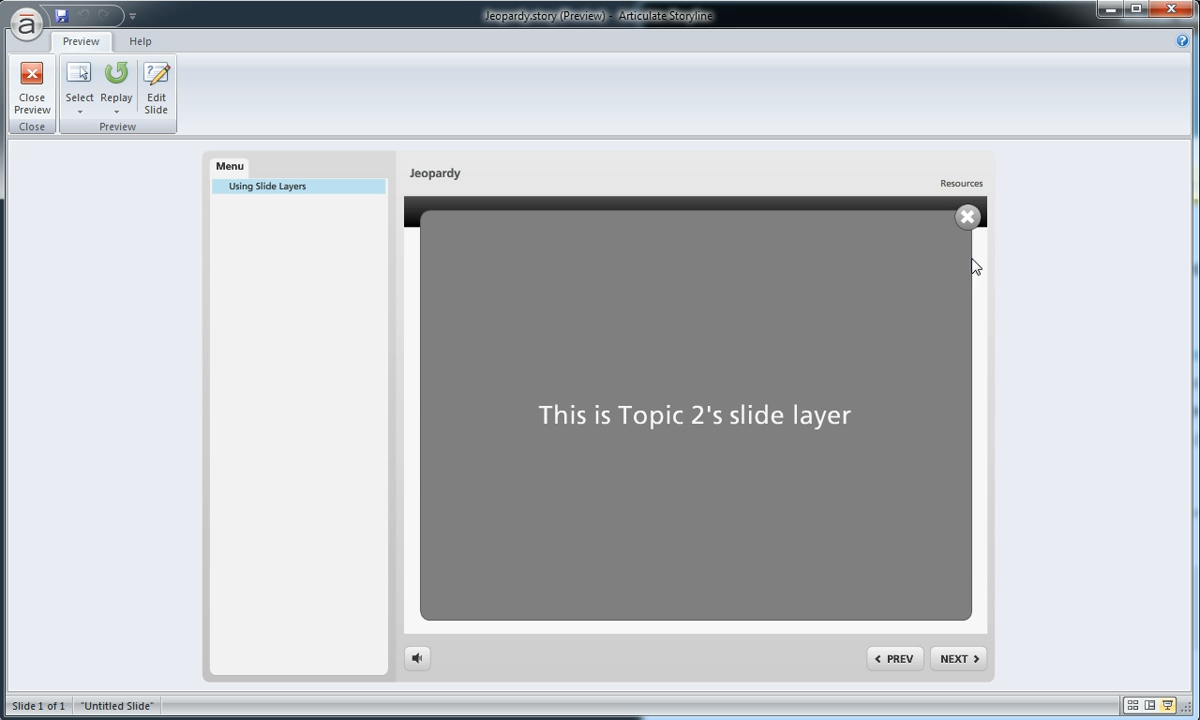 Jeopardy.story (Preview) - Articulate Storyline
Preview
Help
Close
Preview
Select
Replay
Edit
Slide
Close
Preview
Menu
Using Slide Layers
Jeopardy
Resources
This is Topic 2's slide layer
PREV
NEXT
Slide 1 of 1
"Untitled Slide"